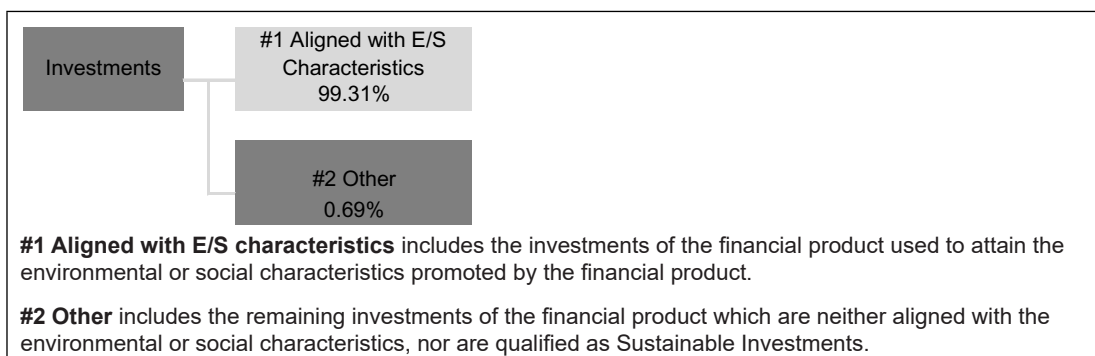 Investments
#1 Aligned with E/S
Characteristics
99.31%
#2 Other
0.69%
#1 Aligned with E/S characteristics includes the investments of the financial product used to attain the
environmental or social characteristics promoted by the financial product.
#2 Other includes the remaining investments of the financial product which are neither aligned with the
environmental or social characteristics, nor are qualified as Sustainable Investments.